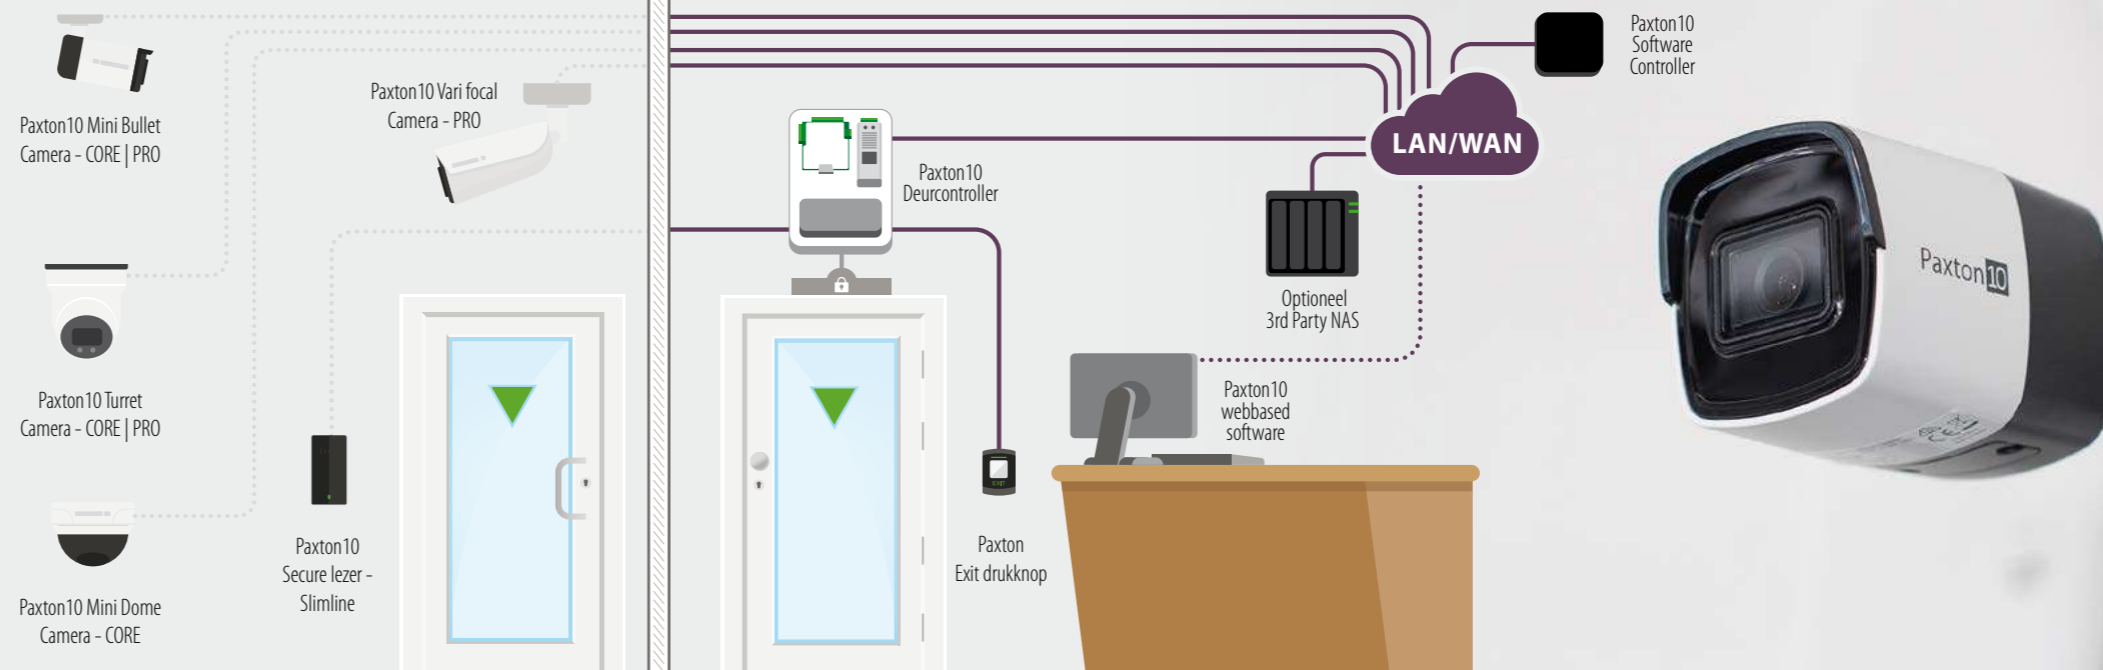 Paxton10 Mini Bullet
Camera - CORE | PRO
Paxton10 Vari focal
Camera - PRO
Paxton10 Turret
Camera - CORE | PRO
Paxton10 Mini Dome
Camera - CORE
Paxton10
Secure lezer -
Slimline
Paxton10
Deurcontroller
EXIT
Paxton
Exit drukknop
LAN/WAN
Paxton10
Software
Controller
Optioneel
3rd Party NAS
Paxton10
webbased
software
Paxton10